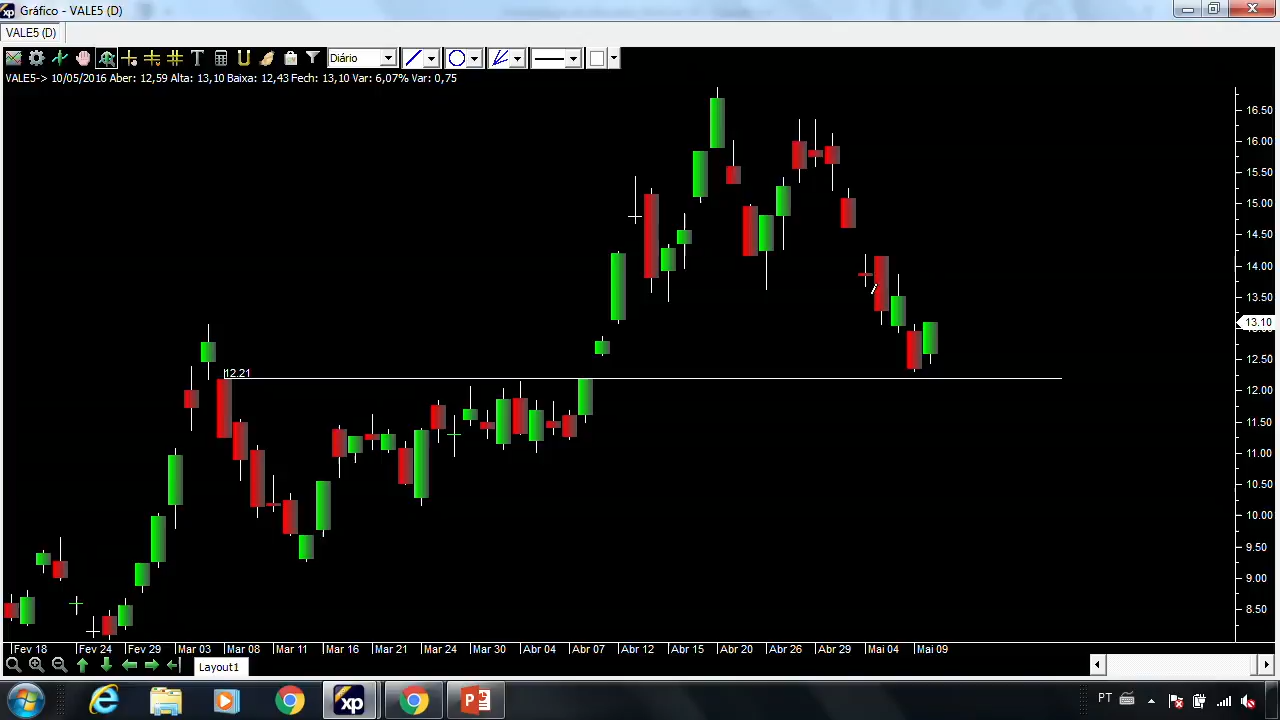 xp Gráfico - VALE5 (D)
VALE5 (D)
T U Diário
VALE5-> 10/05/2016 Aber: 12,59 Alta: 13,10 Baixa: 12,43 Fech: 13,10 Var: 6,07% Var: 0,75
16.50
16.00
15.50
15.00
14.50
14.00
13.50
13.10
13.00
12.50
12.21
12.00
11.50
11.00
10.50
10.00
9.50
9.00
8.50
Fev 18 Fev 24 Fev 29 Mar 03 Mar 08 Mar 11 Mar 16 Mar 21 Mar 24 Mar 30 Abr 04 Abr 07 Abr 12 Abr 15 Abr 20 Abr 26 Abr 29 Mai 04 Mai 09
Layout1
xp PT